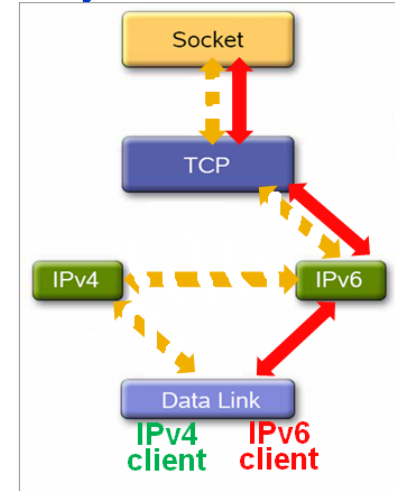 Socket
TCP
IPv4 IPv6
Data Link
IPv4 IPv6
client client